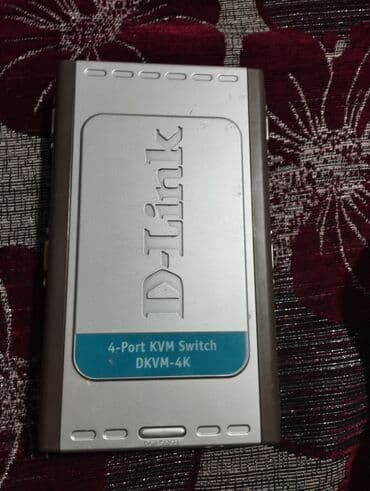 D-Link
4-Port KVM Switch
DKVM-4K